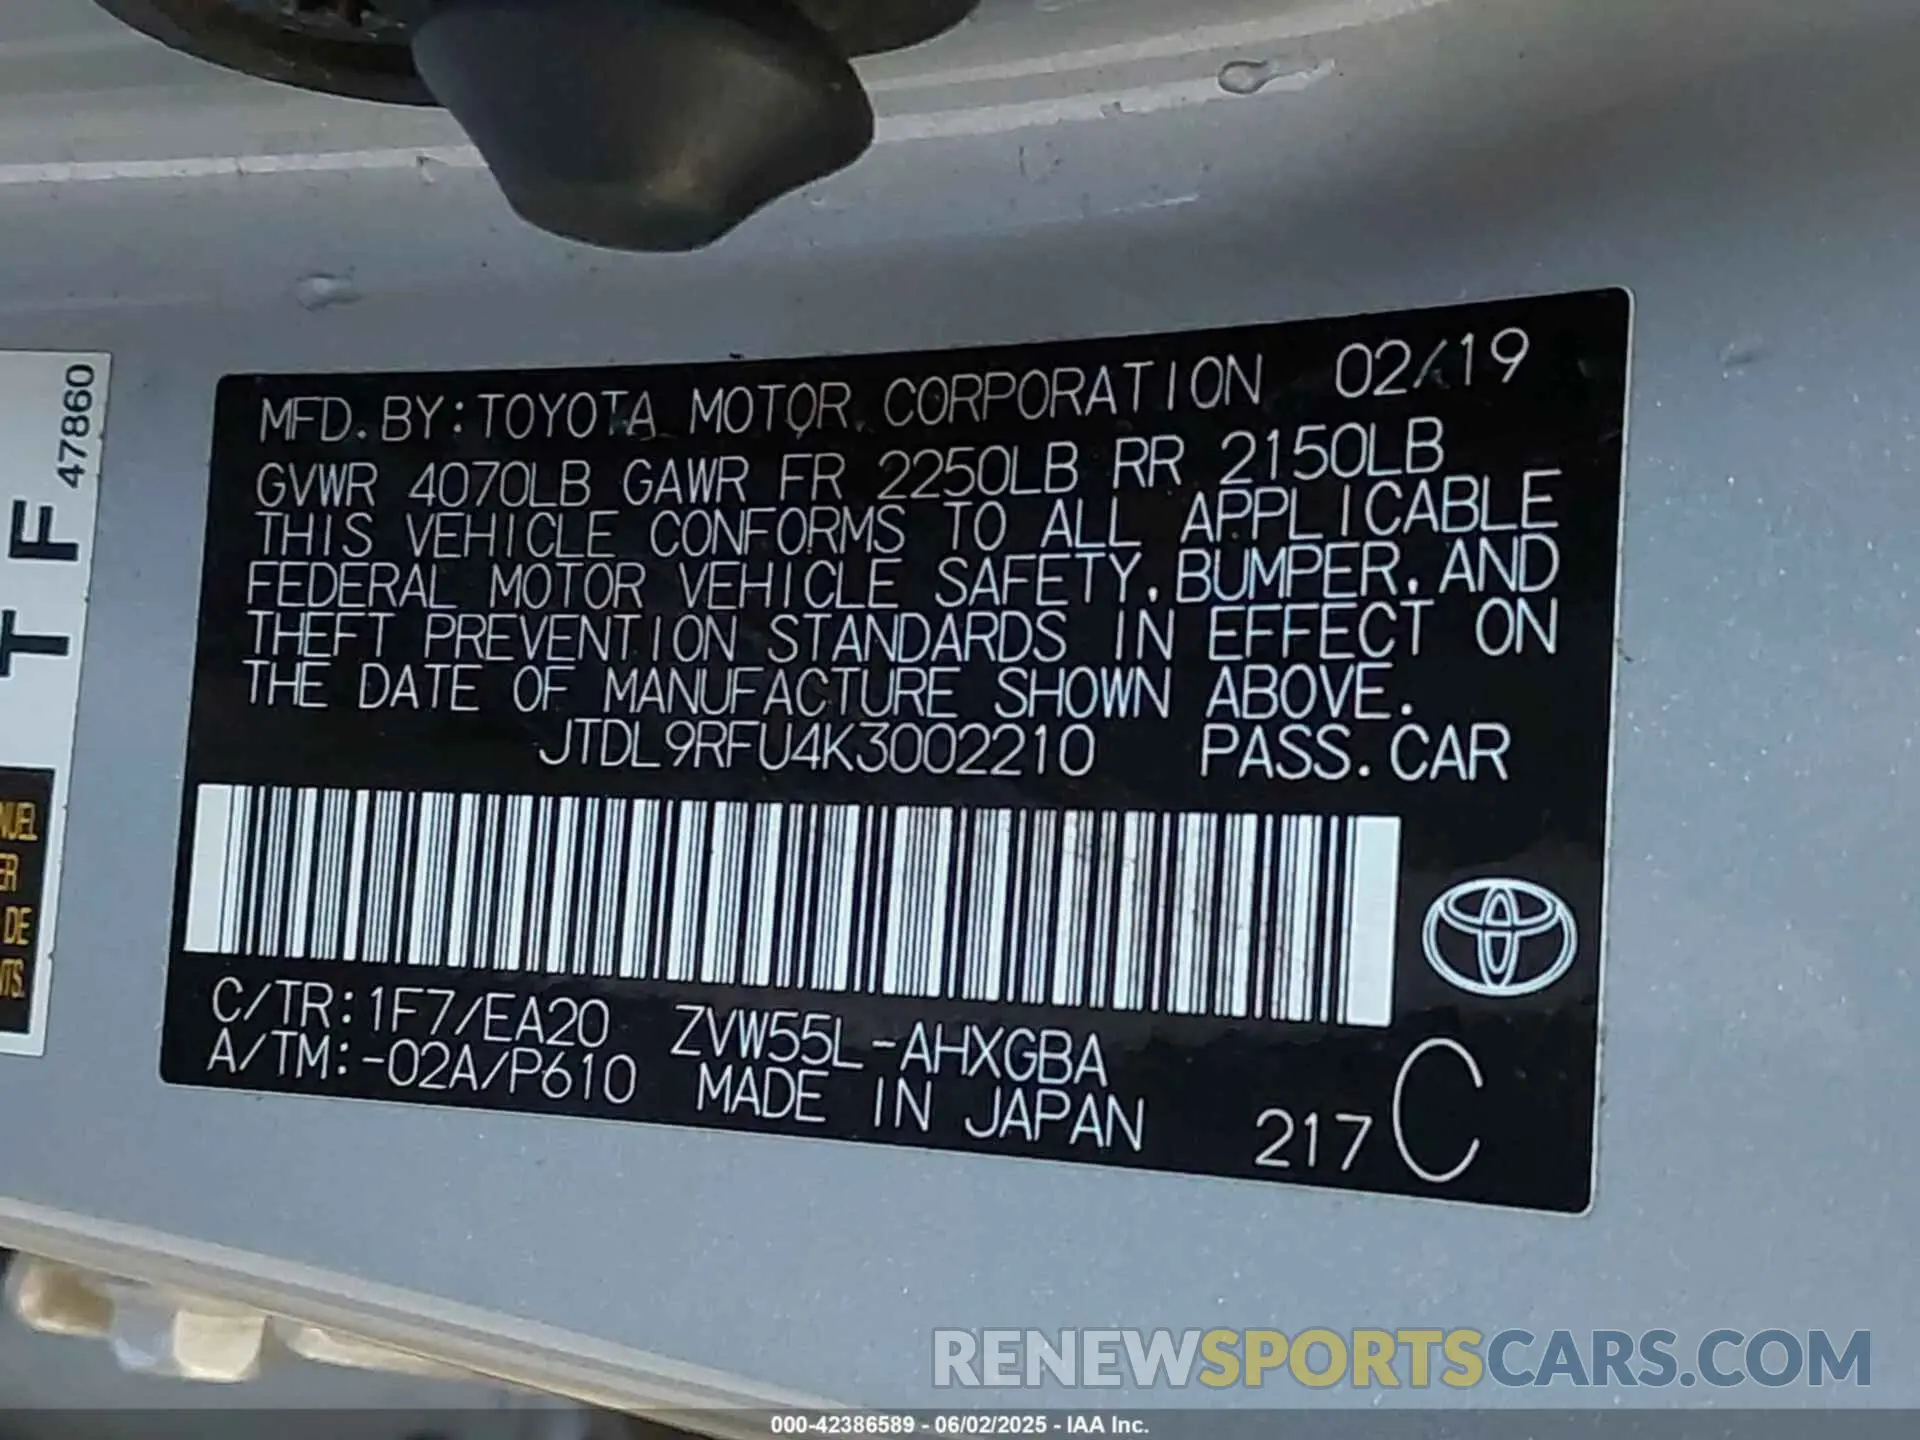 MFD. BY: TOYOTA MOTOR CORPORATION 02/19
GVWR 4070LB GAWR FR 2250LB RR 2150LB
THIS VEHICLE CONFORMS TO ALL APPLICABLE
FEDERAL MOTOR VEHICLE SAFETY, BUMPER, AND
THEFT PREVENTION STANDARDS IN EFFECT ON
THE DATE OF MANUFACTURE SHOWN ABOVE.
JTDL9RFU4K3002210 PASS. CAR
C/TR: 1F7/EA20 ZVW55L-AHXGBA
A/TM: -02A/P610 MADE IN JAPAN 217 C
47860
T F
DE
RENEWSPORTSCARS.COM
000-42386589 - 06/02/2025 - IAA Inc.